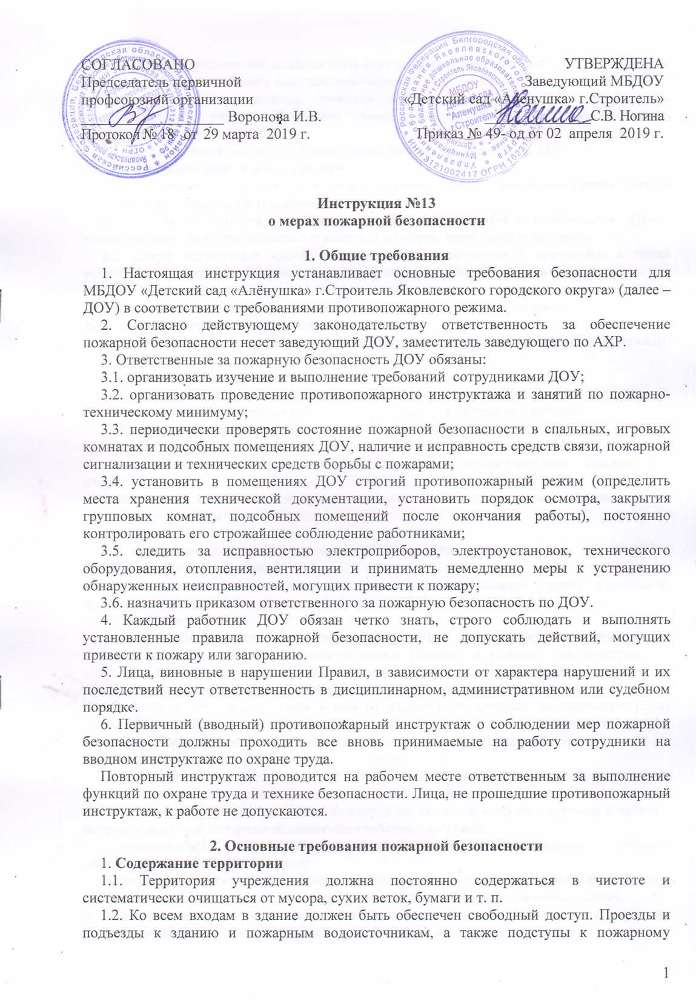 СОГЛАСОВАНО
Председатель первичной
профсоюзной организации
Воронова И.В.
Протокол № 18 от 29 марта 2019 г.
УТВЕРЖДЕНА
Заведующий МБДОУ
«Детский сад «Алёнушка» г.Строитель»
С.В. Ногина
Приказ № 49- од от 02 апреля 2019 г.
МБДОУ
"Детский сад
"Аленушка"
г.Строитель"
ИНН 3121002417 ОГРН
Инструкция №13
о мерах пожарной безопасности
1. Общие требования
1. Настоящая инструкция устанавливает основные требования безопасности для
МБДОУ «Детский сад «Алёнушка» г.Строитель Яковлевского городского округа» (далее –
ДОУ) в соответствии с требованиями противопожарного режима.
2. Согласно действующему законодательству ответственность за обеспечение
пожарной безопасности несет заведующий ДОУ, заместитель заведующего по АХР.
3. Ответственные за пожарную безопасность ДОУ обязаны:
3.1. организовать изучение и выполнение требований сотрудниками ДОУ;
3.2. организовать проведение противопожарного инструктажа и занятий по пожарно-
техническому минимуму;
3.3. периодически проверять состояние пожарной безопасности в спальных, игровых
комнатах и подсобных помещениях ДОУ, наличие и исправность средств связи, пожарной
сигнализации и технических средств борьбы с пожарами;
3.4. установить в помещениях ДОУ строгий противопожарный режим (определить
места хранения технической документации, установить порядок осмотра, закрытия
групповых комнат, подсобных помещений после окончания работы), постоянно
контролировать его строжайшее соблюдение работниками;
3.5. следить за исправностью электроприборов, электроустановок, технического
оборудования, отопления, вентиляции и принимать немедленно меры к устранению
обнаруженных неисправностей, могущих привести к пожару;
3.6. назначить приказом ответственного за пожарную безопасность по ДОУ.
4. Каждый работник ДОУ обязан четко знать, строго соблюдать и выполнять
установленные правила пожарной безопасности, не допускать действий, могущих
привести к пожару или загоранию.
5. Лица, виновные в нарушении Правил, в зависимости от характера нарушений и их
последствий несут ответственность в дисциплинарном, административном или судебном
порядке.
6. Первичный (вводный) противопожарный инструктаж о соблюдении мер пожарной
безопасности должны проходить все вновь принимаемые на работу сотрудники на
вводном инструктаже по охране труда.
Повторный инструктаж проводится на рабочем месте ответственным за выполнение
функций по охране труда и технике безопасности. Лица, не прошедшие противопожарный
инструктаж, к работе не допускаются.
2. Основные требования пожарной безопасности
1. Содержание территории
1.1. Территория учреждения должна постоянно содержаться в чистоте и
систематически очищаться от мусора, сухих веток, бумаги и т. п.
1.2. Ко всем входам в здание должен быть обеспечен свободный доступ. Проезды и
подъезды к зданию и пожарным водоисточникам, а также подступы к пожарному
1